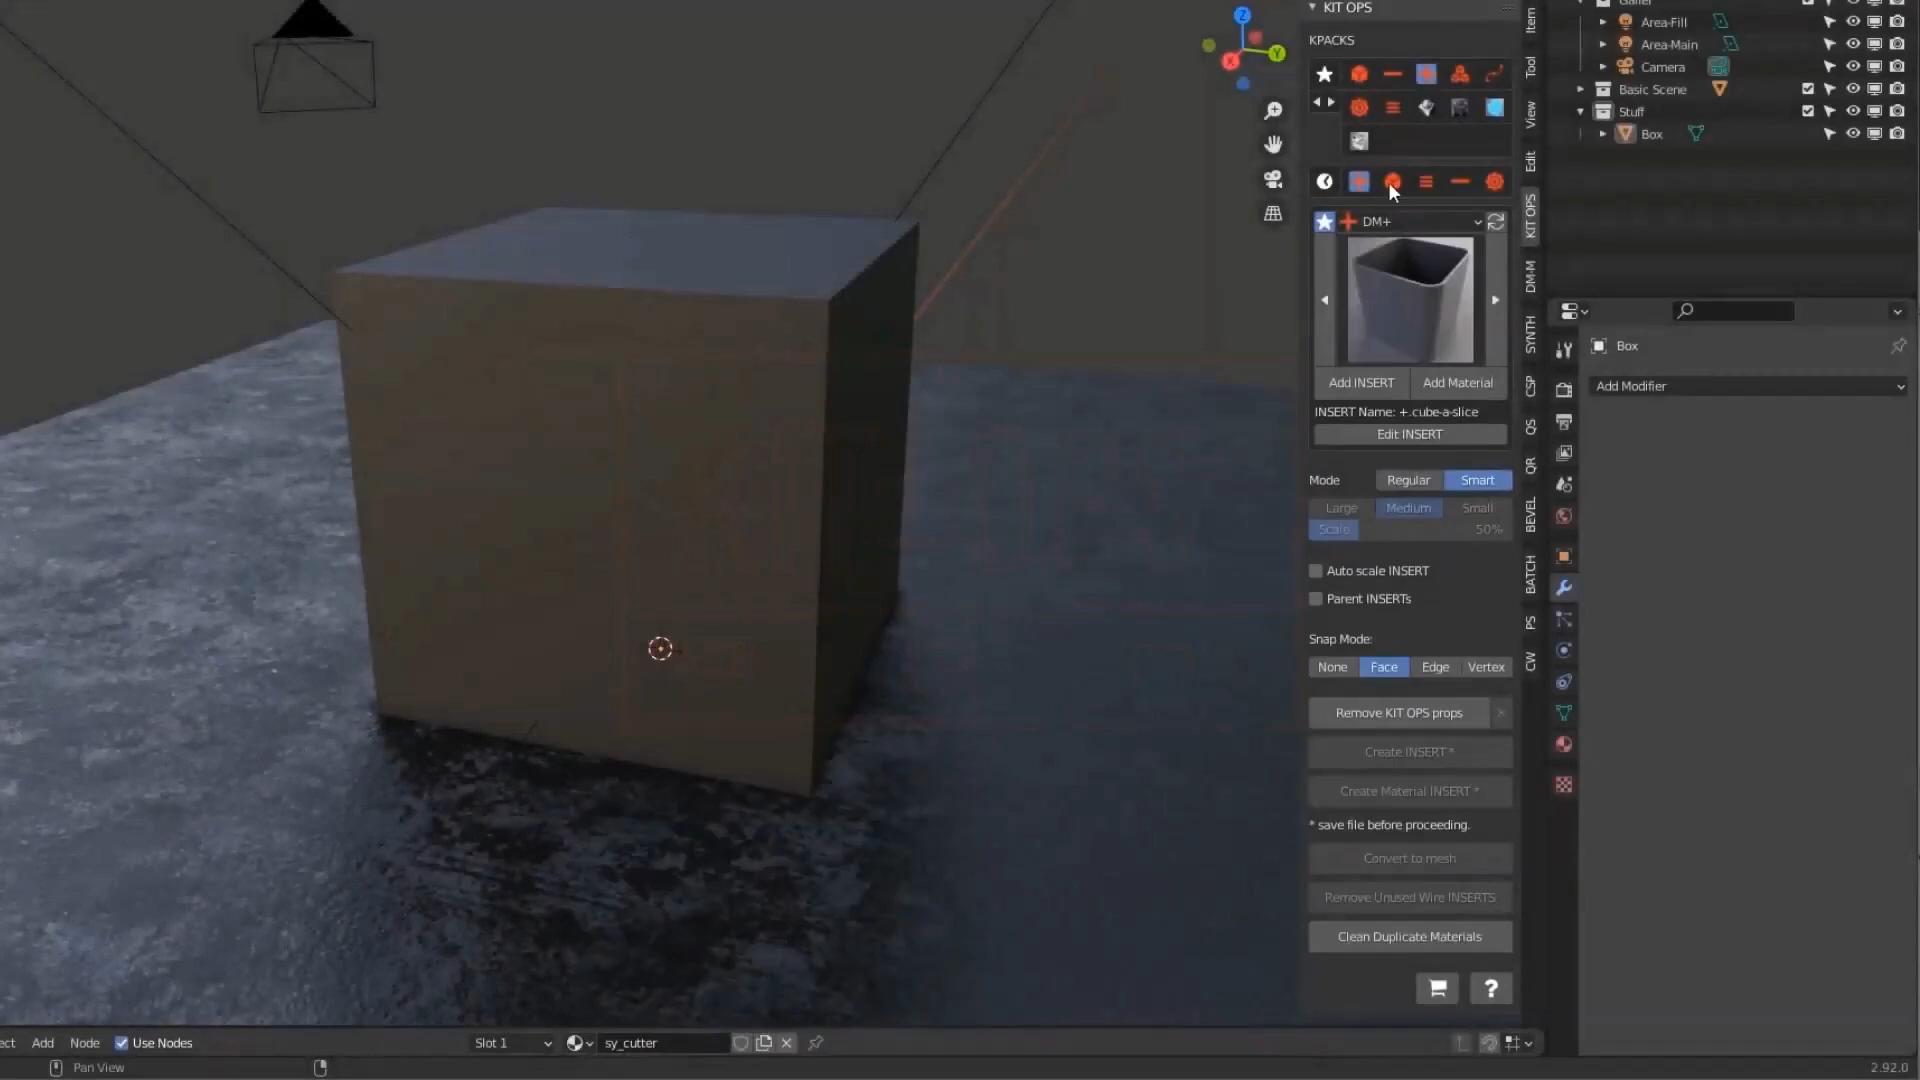 KIT OPS
KPACKS
DM+
Add INSERT
Add Material
INSERT Name: +.cube-a-slice
Edit INSERT
Mode
Regular
Smart
Large
Medium
Small
Scale
50%
Auto scale INSERT
Parent INSERTs
Snap Mode:
None
Face
Edge
Vertex
Remove KIT OPS props
Create INSERT *
Create Material INSERT *
* save file before proceeding.
Convert to mesh
Remove Unused Wire INSERTS
Clean Duplicate Materials
?
Item
Tool
View
Edit
KIT OPS
DM-M
SYNTH
CSP
QS
QR
BEVEL
BATCH
PS
CW
Area-Fill
Area-Main
Camera
Basic Scene
Stuff
Box
Box
Add Modifier
Z
Y
X
ect
Add
Node
Use Nodes
Slot 1
sy_cutter
Pan View
2.92.0